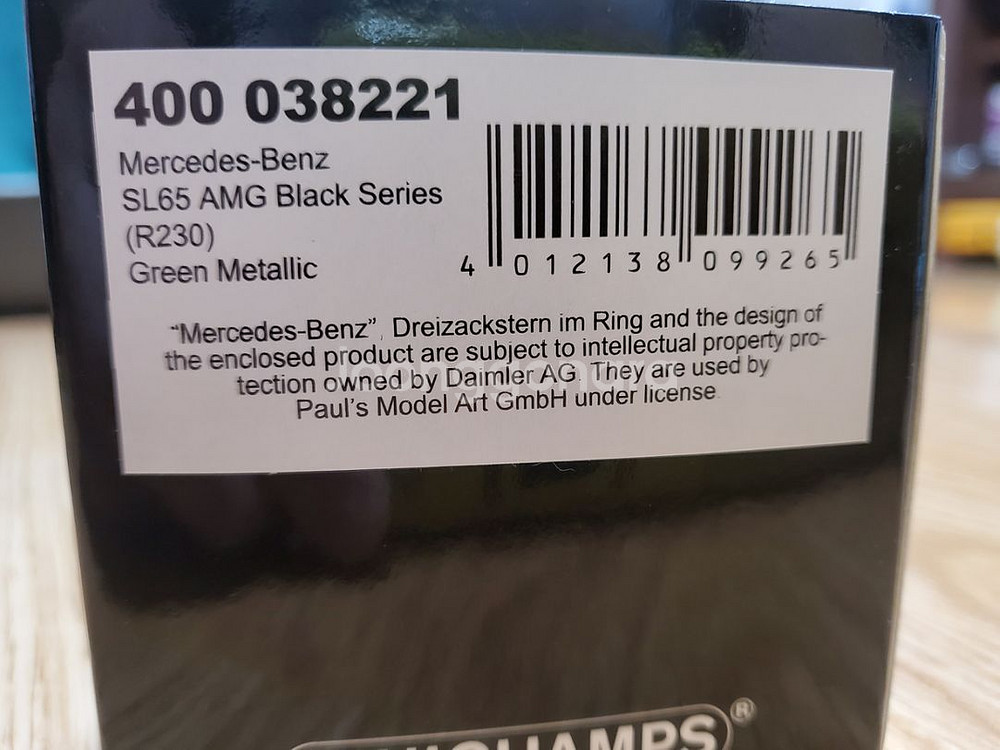 400 038221
Mercedes-Benz
SL65 AMG Black Series
(R230)
Green Metallic
4 012138 099265
“Mercedes-Benz”, Dreizackstern im Ring and the design of
the enclosed product are subject to intellectual property pro-
tection owned by Daimler AG. They are used by
Paul's Model Art GmbH under license